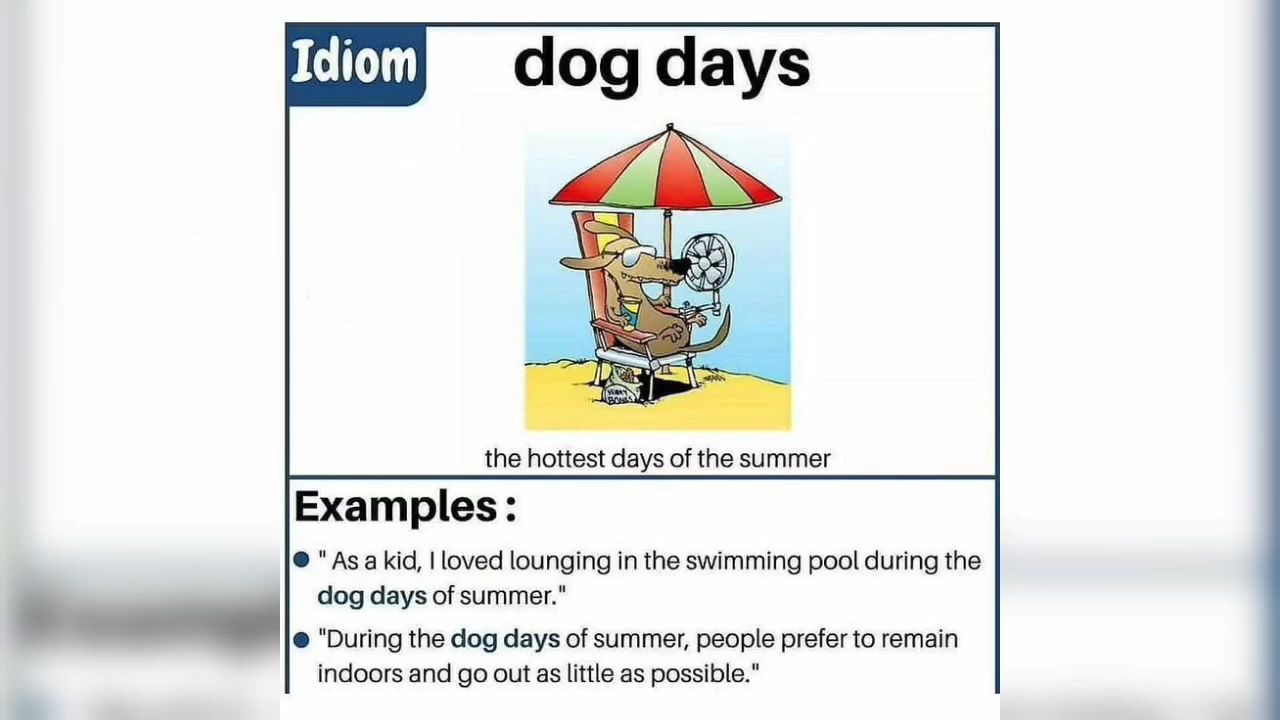 Idiom
dog days
the hottest days of the summer
Examples :
" As a kid, I loved lounging in the swimming pool during the
dog days of summer."
"During the dog days of summer, people prefer to remain
indoors and go out as little as possible."